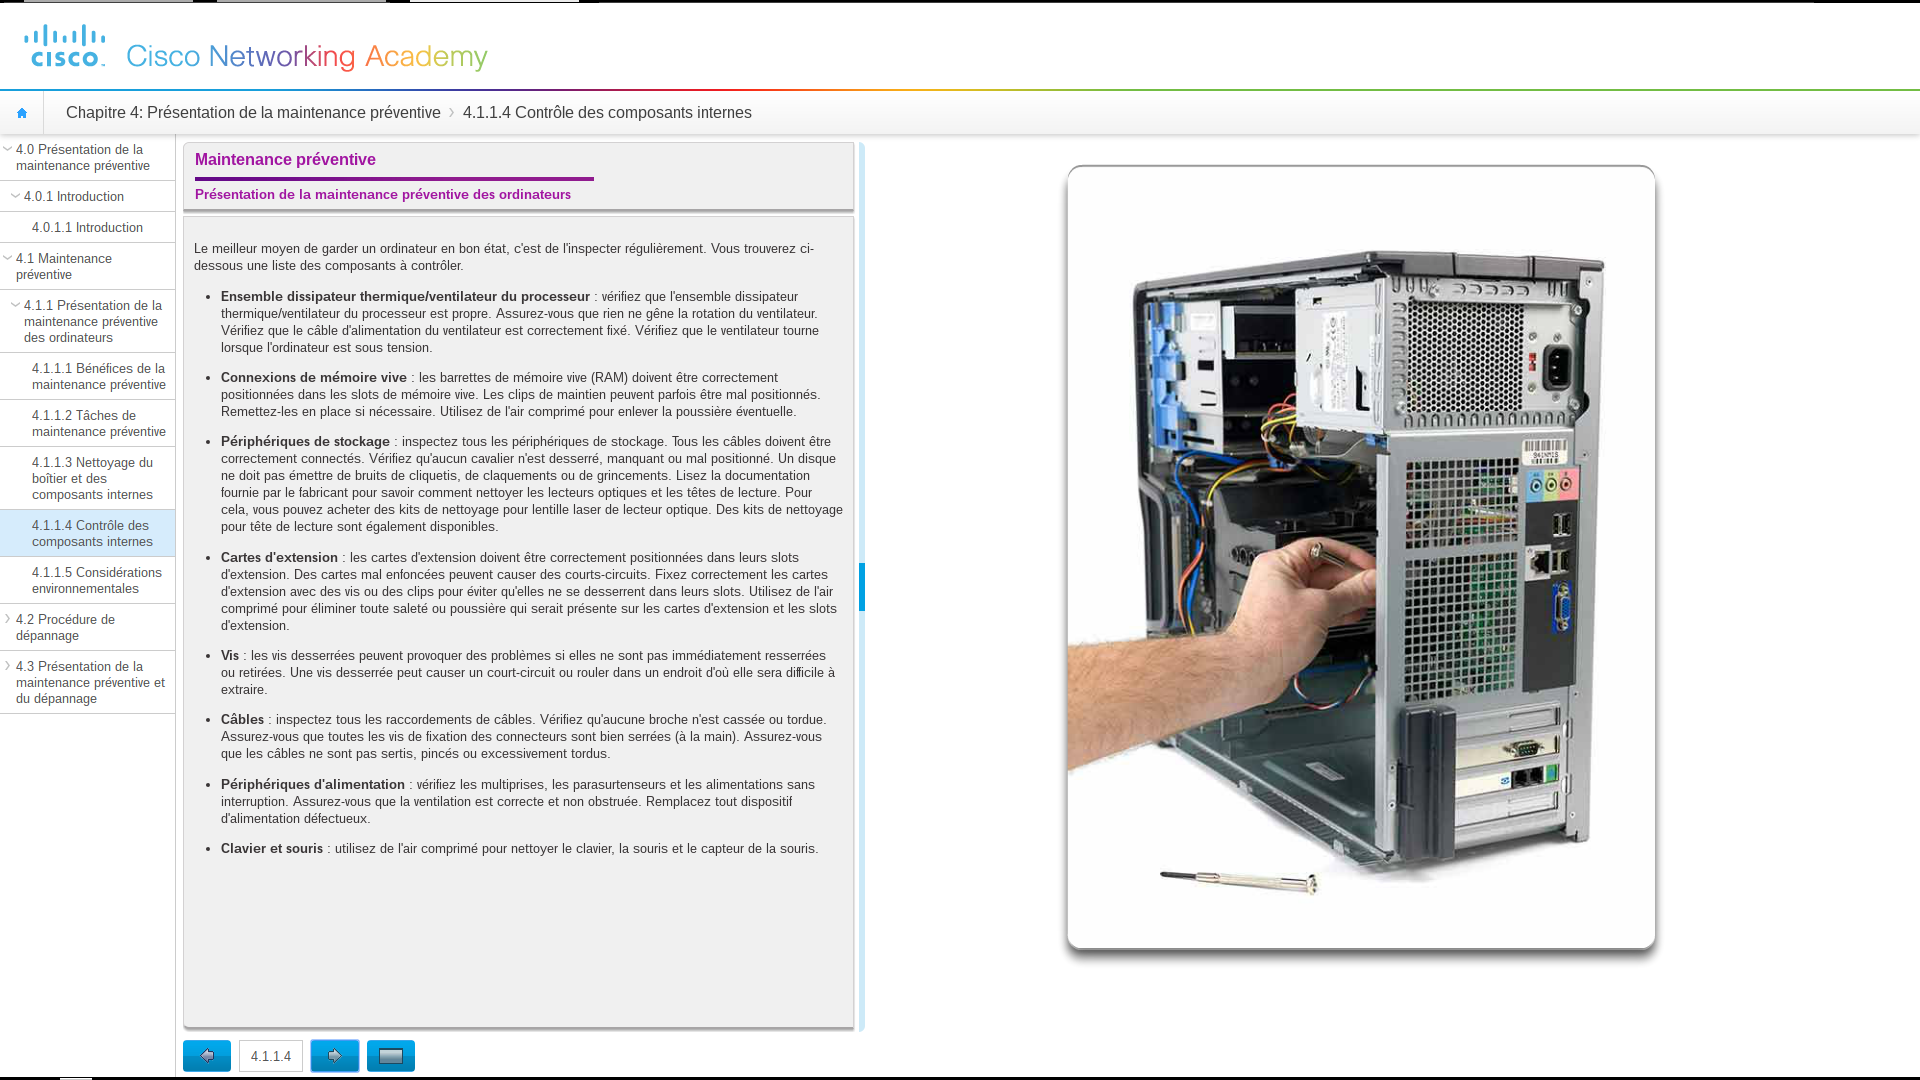 cisco
Cisco Networking Academy
Chapitre 4: Présentation de la maintenance préventive
4.1.1.4 Contrôle des composants internes
4.0 Présentation de la
maintenance préventive
4.0.1 Introduction
4.0.1.1 Introduction
4.1 Maintenance
préventive
4.1.1 Présentation de la
maintenance préventive
des ordinateurs
4.1.1.1 Bénéfices de la
maintenance préventive
4.1.1.2 Tâches de
maintenance préventive
4.1.1.3 Nettoyage du
boîtier et des
composants internes
4.1.1.4 Contrôle des
composants internes
4.1.1.5 Considérations
environnementales
4.2 Procédure de
dépannage
4.3 Présentation de la
maintenance préventive et
du dépannage
Maintenance préventive
Présentation de la maintenance préventive des ordinateurs
Le meilleur moyen de garder un ordinateur en bon état, c'est de l'inspecter régulièrement. Vous trouverez ci-
dessous une liste des composants à contrôler.
• Ensemble dissipateur thermique/ventilateur du processeur : vérifiez que l'ensemble dissipateur
thermique/ventilateur du processeur est propre. Assurez-vous que rien ne gêne la rotation du ventilateur.
Vérifiez que le câble d'alimentation du ventilateur est correctement fixé. Vérifiez que le ventilateur tourne
lorsque l'ordinateur est sous tension.
• Connexions de mémoire vive : les barrettes de mémoire vive (RAM) doivent être correctement
positionnées dans les slots de mémoire vive. Les clips de maintien peuvent parfois être mal positionnés.
Remettez-les en place si nécessaire. Utilisez de l'air comprimé pour enlever la poussière éventuelle.
• Périphériques de stockage : inspectez tous les périphériques de stockage. Tous les câbles doivent être
correctement connectés. Vérifiez qu'aucun cavalier n'est desserré, manquant ou mal positionné. Un disque
ne doit pas émettre de bruits de cliquetis, de claquements ou de grincements. Lisez la documentation
fournie par le fabricant pour savoir comment nettoyer les lecteurs optiques et les têtes de lecture. Pour
cela, vous pouvez acheter des kits de nettoyage pour lentille laser de lecteur optique. Des kits de nettoyage
pour tête de lecture sont également disponibles.
• Cartes d'extension : les cartes d'extension doivent être correctement positionnées dans leurs slots
d'extension. Des cartes mal enfoncées peuvent causer des courts-circuits. Fixez correctement les cartes
d'extension avec des vis ou des clips pour éviter qu'elles ne se desserrent dans leurs slots. Utilisez de l'air
comprimé pour éliminer toute saleté ou poussière qui serait présente sur les cartes d'extension et les slots
d'extension.
• Vis : les vis desserrées peuvent provoquer des problèmes si elles ne sont pas immédiatement resserrées
ou retirées. Une vis desserrée peut causer un court-circuit ou rouler dans un endroit d'où elle sera difficile à
extraire.
• Câbles : inspectez tous les raccordements de câbles. Vérifiez qu'aucune broche n'est cassée ou tordue.
Assurez-vous que toutes les vis de fixation des connecteurs sont bien serrées (à la main). Assurez-vous
que les câbles ne sont pas sertis, pincés ou excessivement tordus.
• Périphériques d'alimentation : vérifiez les multiprises, les parasurtenseurs et les alimentations sans
interruption. Assurez-vous que la ventilation est correcte et non obstruée. Remplacez tout dispositif
d'alimentation défectueux.
• Clavier et souris : utilisez de l'air comprimé pour nettoyer le clavier, la souris et le capteur de la souris.
4.1.1.4